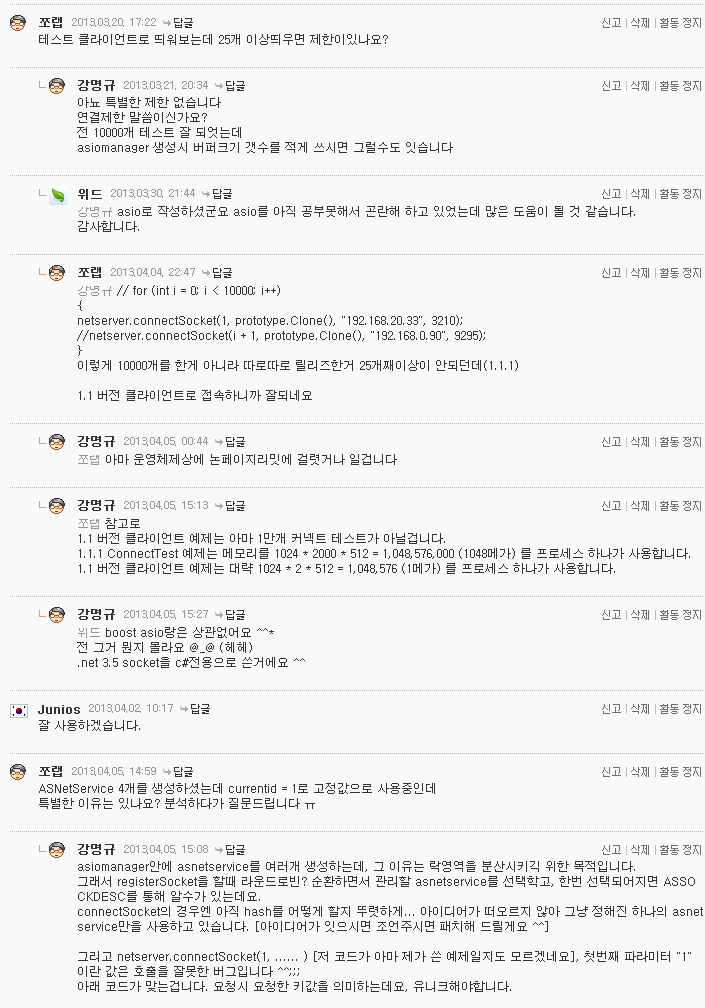 쪼랩 2013.03.20, 17:22 답글 신고 | 삭제 | 활동 정지
테스트 클라이언트로 띄워보는데 25개 이상띄우면 제한이있나요?
강명규 2013.03.21, 20:34 답글 신고 | 삭제 | 활동 정지
아뇨 특별한 제한 없습니다
연결제한 말씀이신가요?
전 10000개 테스트 잘 되엇는데
asiomanager 생성시 버퍼크기 갯수를 적게 쓰시면 그럴수도 잇습니다
위드 2013.03.30, 21:44 답글 신고 | 삭제 | 활동 정지
강명규 asio로 작성하셨군요 asio를 아직 공부못해서 곤란해 하고 있었는데 많은 도움이 될 것 같습니다.
감사합니다.
쪼랩 2013.04.04, 22:47 답글 신고 | 삭제 | 활동 정지
강명규 // for (int i = 0; i < 10000; i++)
{
netserver.connectSocket(1, prototype.Clone(), "192.168.20.33", 3210);
//netserver.connectSocket(i + 1, prototype.Clone(), "192.168.0.90", 9295);
}
이렇게 10000개를 한게 아니라 따로따로 릴리즈한거 25개째이상이 안되던데(1.1.1)
1.1 버전 클라이언트로 접속하니까 잘되네요
강명규 2013.04.05, 00:44 답글 신고 | 삭제 | 활동 정지
쪼랩 아마 운영체제상에 논페이지리밋에 걸렷거나 일겁니다
강명규 2013.04.05, 15:13 답글 신고 | 삭제 | 활동 정지
쪼랩 참고로
1.1 버전 클라이언트 예제는 아마 1만개 커넥트 테스트가 아닐겁니다.
1.1.1 ConnectTest 예제는 메모리를 1024 * 2000 * 512 = 1,048,576,000 (1048메가) 를 프로세스 하나가 사용합니다.
1.1 버전 클라이언트 예제는 대략 1024 * 2 * 512 = 1,048,576 (1메가) 를 프로세스 하나가 사용합니다.
강명규 2013.04.05, 15:27 답글 신고 | 삭제 | 활동 정지
위드 boost asio랑은 상관없어요 ^^*
전 그거 뭔지 몰라요 @_@ (헤헤)
.net 3.5 socket을 c#전용으로 쓴거에요 ^^
Junios 2013.04.02, 10:17 답글 신고 | 삭제 | 활동 정지
잘 사용하겠습니다.
쪼랩 2013.04.05, 14:59 답글 신고 | 삭제 | 활동 정지
ASNetService 4개를 생성하셨는데 currentid = 1로 고정값으로 사용중인데
특별한 이유는 있나요? 분석하다가 질문드립니다 ㅠ
강명규 2013.04.05, 15:08 답글 신고 | 삭제 | 활동 정지
asiomanager안에 asnetservice를 여러개 생성하는데, 그 이유는 락영역을 분산시키긱 위한 목적입니다.
그래서 registerSocket을 할때 라운드로빈? 순환하면서 관리할 asnetservice를 선택학고, 한번 선택되어지면 ASSO
CKDESC를 통해 알수가 있는데요.
connectSocket의 경우엔 아직 hash를 어떻게 할지 뚜렷하게... 아이디어가 떠오르지 않아 그냥 정해진 하나의 asnet
service만을 사용하고 있습니다. [아이디어가 잇으시면 조언주시면 패치해 드릴게요 ^^]
그리고 netserver.connectSocket(1, ...... ) [저 코드가 아마 제가 쓴 예제일지도 모르겠네요], 첫번째 파라미터 "1"
이란 값은 호출을 잘못한 버그입니다 ^^;;;
아래 코드가 맞는겁니다. 요청시 요청한 키값을 의미하는데요, 유니크해야합니다.